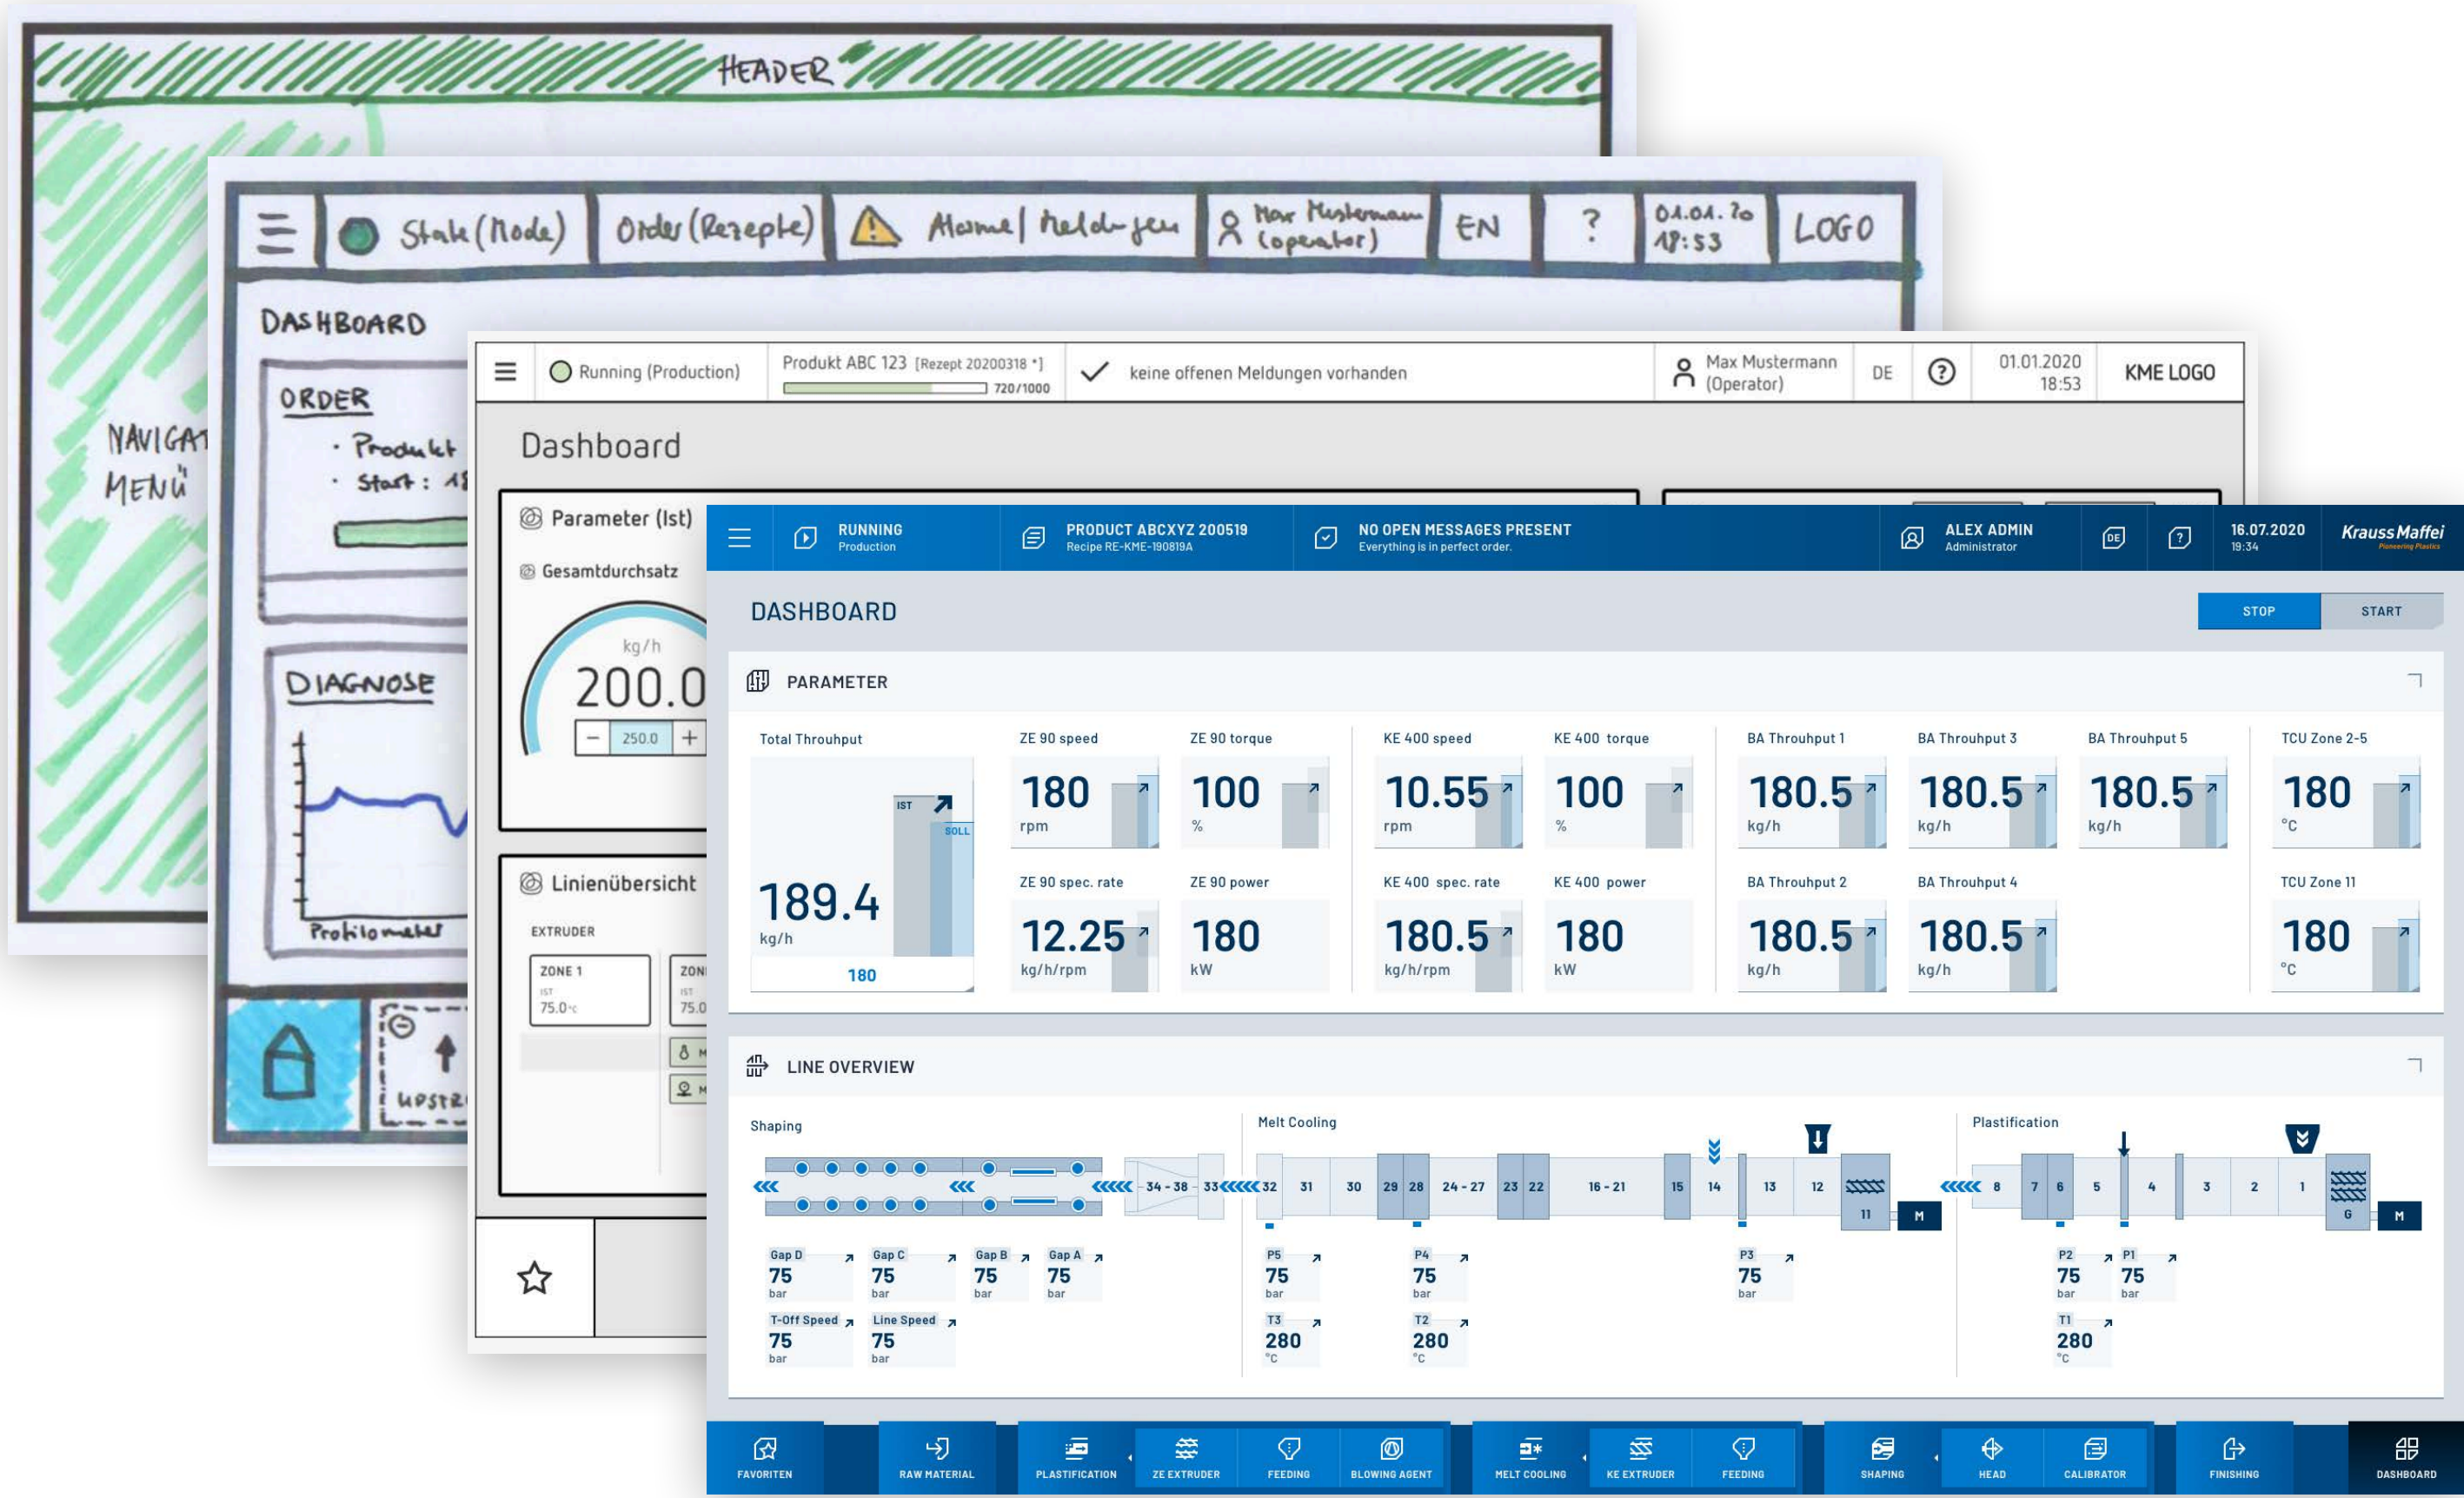 HEADER
NAVIGAT
MENÜ
State (Mode)
Order (Rezepte)
Alarme / Meldungen
Max Mustermann
(operator)
EN
?
01.01.20
18:53
LOGO
DASHBOARD
ORDER
· Produkt
· Start: 18
DIAGNOSE
Profilometer
UPSTR
Running (Production)
Produkt ABC 123 [Rezept 20200318 *]
720/1000
keine offenen Meldungen vorhanden
Max Mustermann
(Operator)
DE
?
01.01.2020
18:53
KME LOGO
Dashboard
Parameter (Ist)
Gesamtdurchsatz
kg/h
200.0
− 250.0 +
Linienübersicht
EXTRUDER
ZONE 1
IST
75.0 °C
ZON
IST
75.0
M
M
RUNNING
Production
PRODUCT ABCXYZ 200519
Recipe RE-KME-190819A
NO OPEN MESSAGES PRESENT
Everything is in perfect order.
ALEX ADMIN
Administrator
DE
?
16.07.2020
19:34
Krauss Maffei
Pioneering Plastics
DASHBOARD
STOP
START
PARAMETER
Total Throuhput
IST
SOLL
189.4
kg/h
180
ZE 90 speed
180
rpm
ZE 90 torque
100
%
KE 400 speed
10.55
rpm
KE 400 torque
100
%
BA Throuhput 1
180.5
kg/h
BA Throuhput 3
180.5
kg/h
BA Throuhput 5
180.5
kg/h
TCU Zone 2-5
180
°C
ZE 90 spec. rate
12.25
kg/h/rpm
ZE 90 power
180
kW
KE 400 spec. rate
180.5
kg/h/rpm
KE 400 power
180
kW
BA Throuhput 2
180.5
kg/h
BA Throuhput 4
180.5
kg/h
TCU Zone 11
180
°C
LINE OVERVIEW
Shaping
Melt Cooling
Plastification
34 - 38 33 32 31 30 29 28 24 - 27 23 22 16 - 21 15 14 13 12 11 M 8 7 6 5 4 3 2 1 G M
Gap D
75
bar
Gap C
75
bar
Gap B
75
bar
Gap A
75
bar
P5
75
bar
P4
75
bar
P3
75
bar
P2
75
bar
P1
75
bar
T-Off Speed
75
bar
Line Speed
75
bar
T3
280
°C
T2
280
°C
T1
280
°C
FAVORITEN
RAW MATERIAL
PLASTIFICATION
ZE EXTRUDER
FEEDING
BLOWING AGENT
MELT COOLING
KE EXTRUDER
FEEDING
SHAPING
HEAD
CALIBRATOR
FINISHING
DASHBOARD